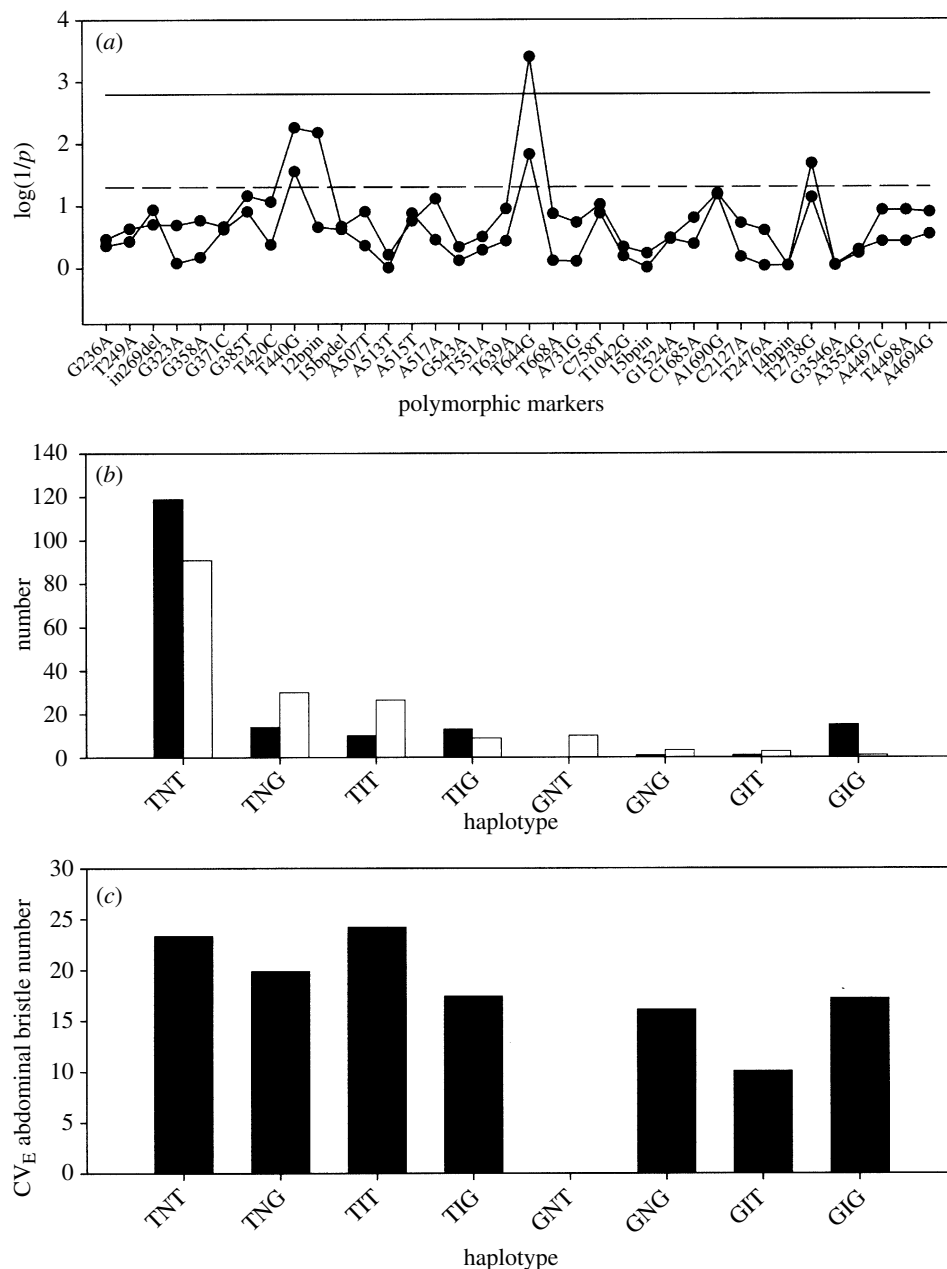 (a)
4
3
2
1
0
log(1/p)
G236A
T249A
in269del
G323A
G358A
G371C
G385T
T420C
T440G
12bpin
15bpdel
A507T
A513T
A515T
A517A
G543A
T551A
T639A
T644G
T668A
A731G
C758T
T1042G
15bpin
G1524A
C1685A
A1690G
C2127A
T2476A
14bpin
T2738G
G3546A
A3554G
A4497C
T4498A
A4694G
polymorphic markers
(b)
140
120
100
80
60
40
20
0
number
TNT
TNG
TIT
TIG
GNT
GNG
GIT
GIG
haplotype
(c)
30
25
20
15
10
5
0
CVE abdominal bristle number
TNT
TNG
TIT
TIG
GNT
GNG
GIT
GIG
haplotype